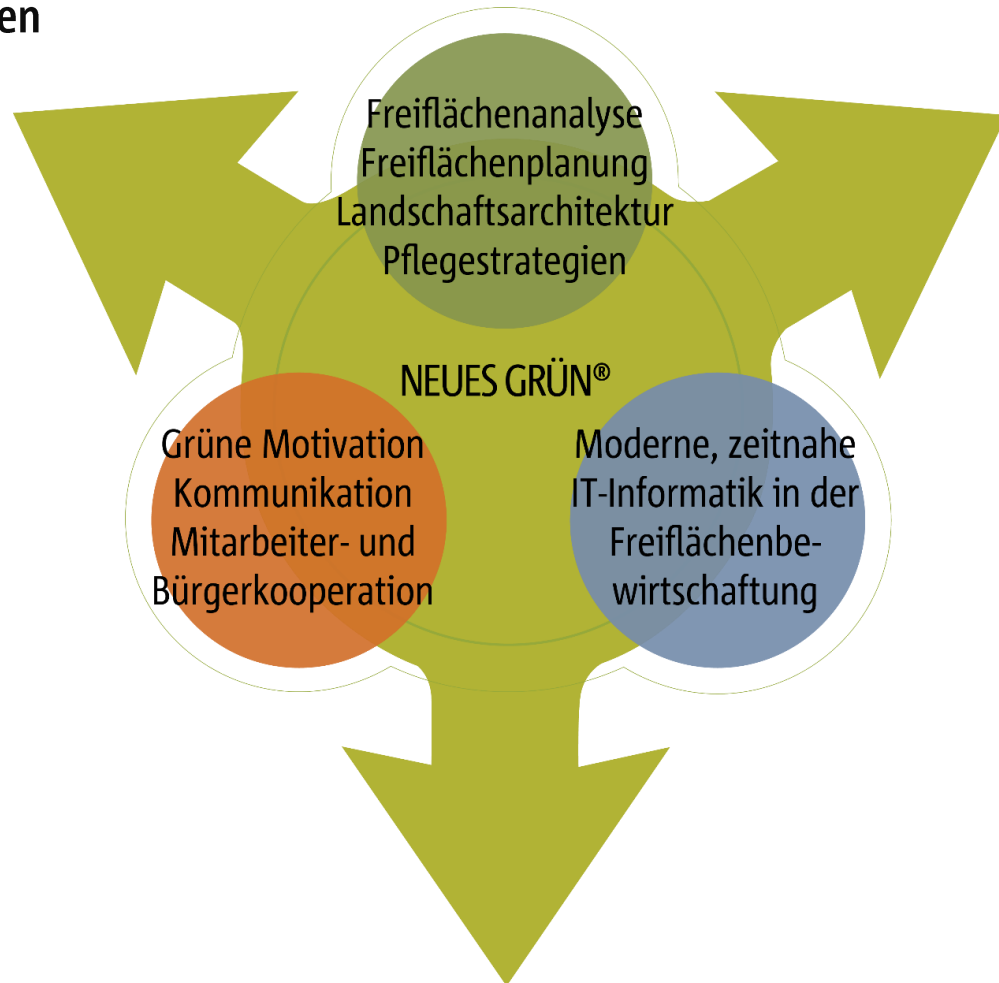 en
Freiflächenanalyse
Freiflächenplanung
Landschaftsarchitektur
Pflegestrategien
NEUES GRÜN®
Grüne Motivation
Kommunikation
Mitarbeiter- und
Bürgerkooperation
Moderne, zeitnahe
IT-Informatik in der
Freiflächenbe-
wirtschaftung